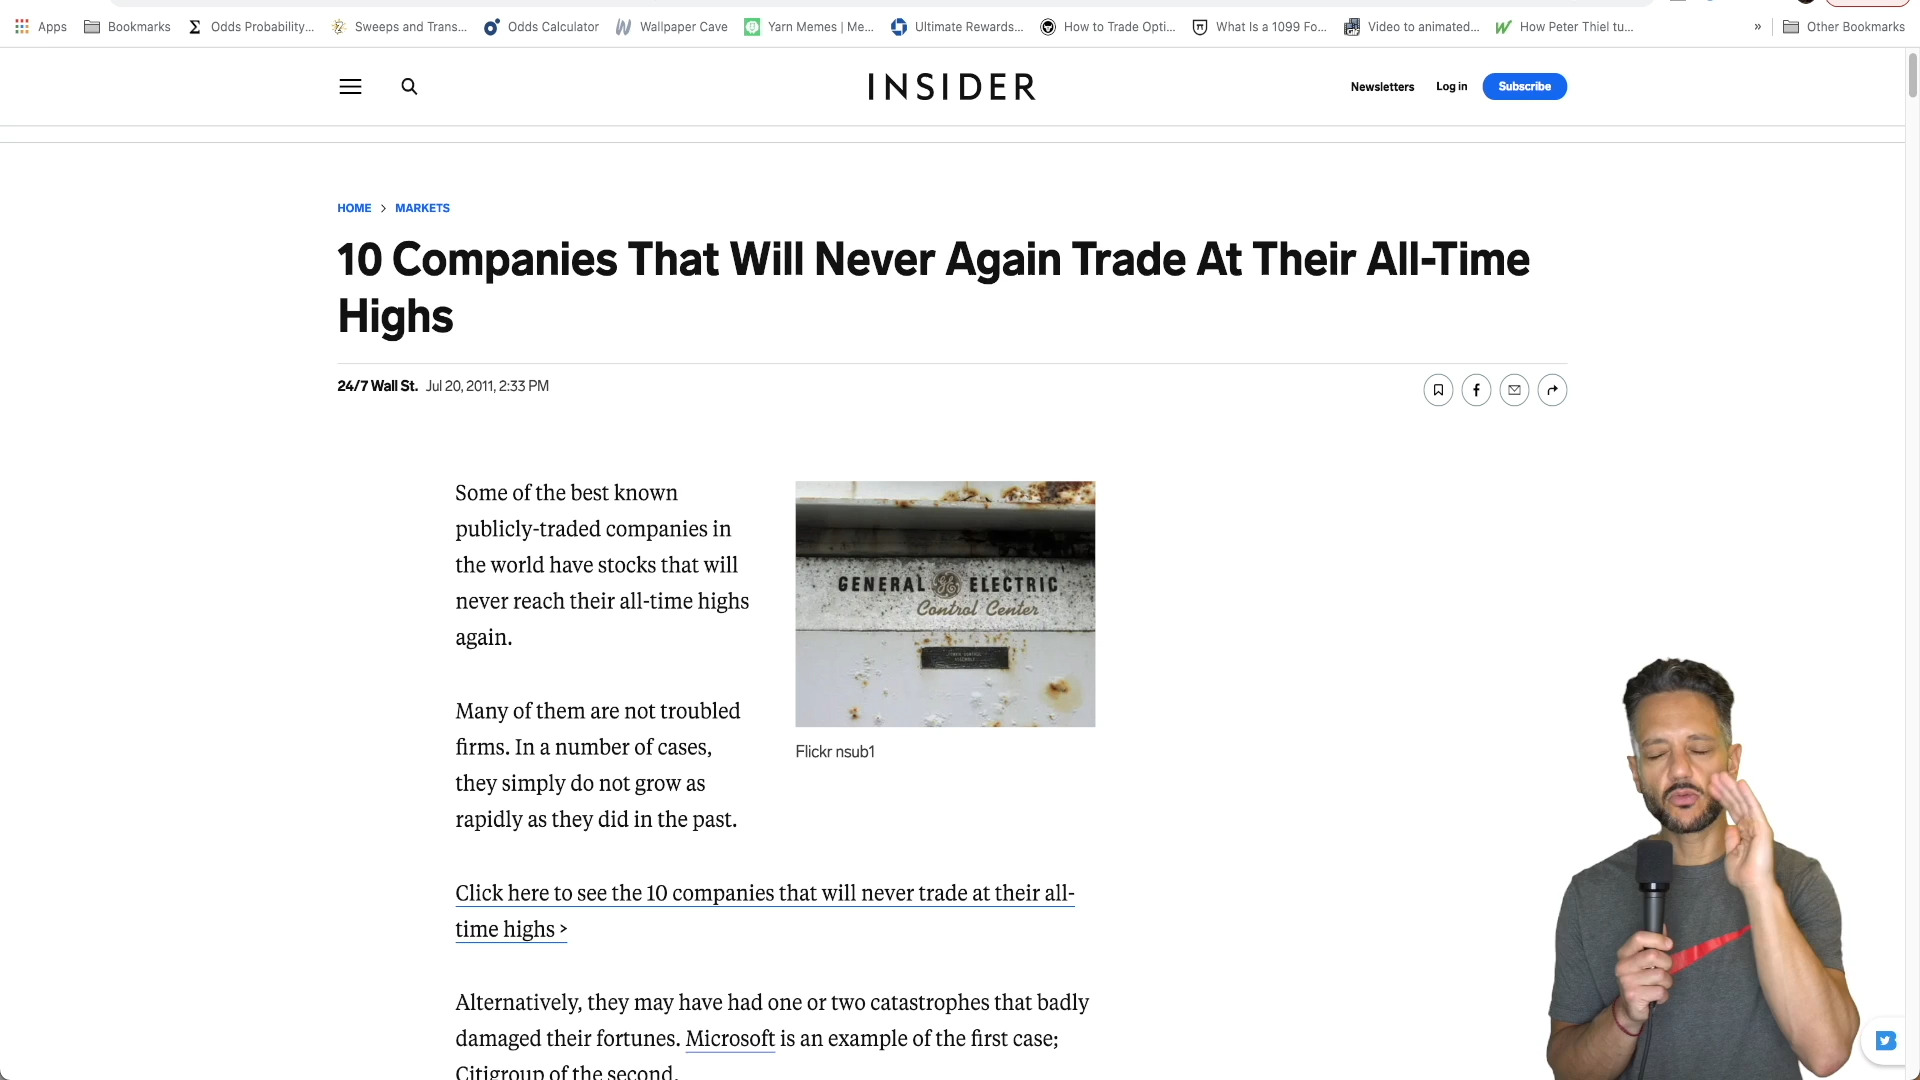 Apps
Bookmarks
Odds Probability...
Sweeps and Trans...
Odds Calculator
Wallpaper Cave
Yarn Memes | Me...
Ultimate Rewards...
How to Trade Opti...
What Is a 1099 Fo...
Video to animated...
How Peter Thiel tu...
»
Other Bookmarks
INSIDER
Newsletters
Log in
Subscribe
HOME > MARKETS
10 Companies That Will Never Again Trade At Their All-Time
Highs
24/7 Wall St. Jul 20, 2011, 2:33 PM
Some of the best known
publicly-traded companies in
the world have stocks that will
never reach their all-time highs
again.
GENERAL GE ELECTRIC
Control Center
Flickr nsub1
Many of them are not troubled
firms. In a number of cases,
they simply do not grow as
rapidly as they did in the past.
Click here to see the 10 companies that will never trade at their all-
time highs >
Alternatively, they may have had one or two catastrophes that badly
damaged their fortunes. Microsoft is an example of the first case;
Citigroup of the second.